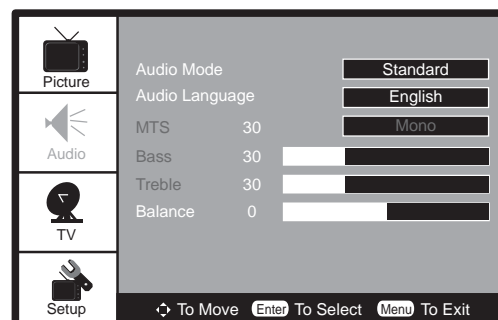 Picture
Audio
TV
Setup
Audio Mode Standard
Audio Language English
MTS 30 Mono
Bass 30
Treble 30
Balance 0
To Move Enter To Select Menu To Exit